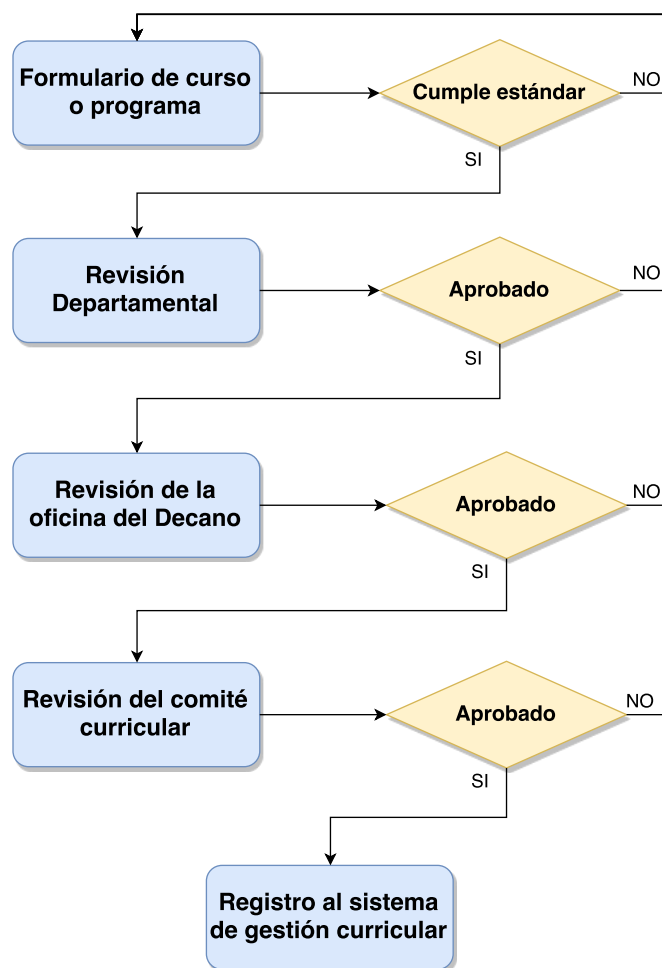 Formulario de curso
o programa
Cumple estándar
NO
SI
Revisión
Departamental
Aprobado
NO
SI
Revisión de la
oficina del Decano
Aprobado
NO
SI
Revisión del comité
curricular
Aprobado
NO
SI
Registro al sistema
de gestión curricular